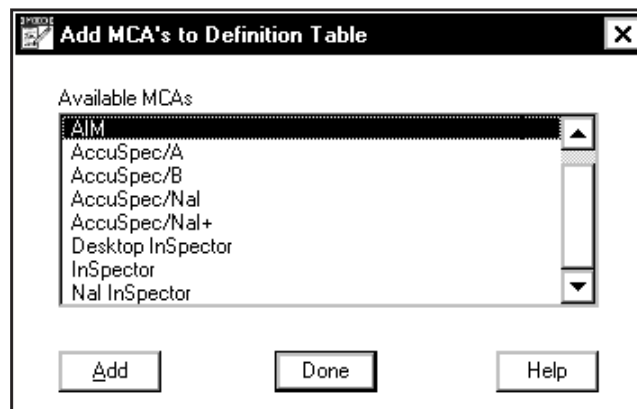 Add MCA's to Definition Table
Available MCAs
AIM
AccuSpec/A
AccuSpec/B
AccuSpec/NaI
AccuSpec/NaI+
Desktop InSpector
InSpector
NaI InSpector
Add Done Help